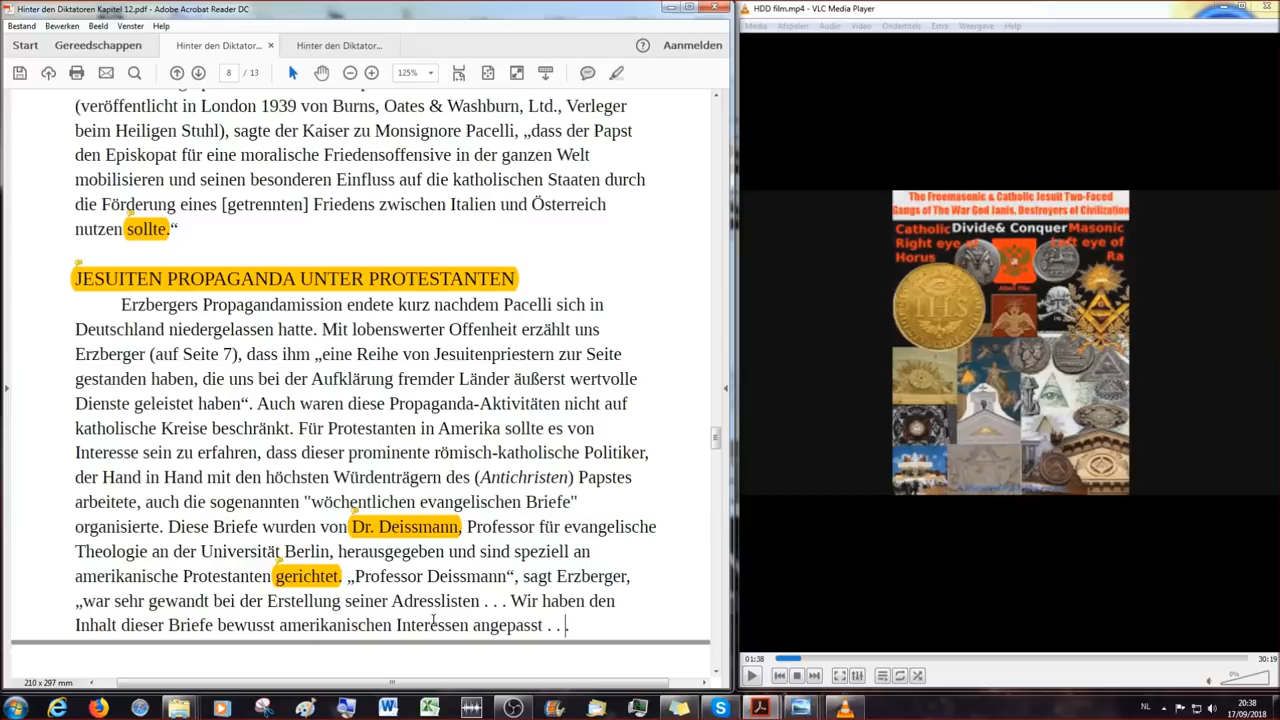 Hinter den Diktatoren Kapitel 12.pdf - Adobe Acrobat Reader DC
Bestand Bewerken Beeld Venster Help
Start Gereedschappen Hinter den Diktator... × Hinter den Diktator... Aanmelden
8 / 13 125%
(veröffentlicht in London 1939 von Burns, Oates & Washburn, Ltd., Verleger
beim Heiligen Stuhl), sagte der Kaiser zu Monsignore Pacelli, „dass der Papst
den Episkopat für eine moralische Friedensoffensive in der ganzen Welt
mobilisieren und seinen besonderen Einfluss auf die katholischen Staaten durch
die Förderung eines [getrennten] Friedens zwischen Italien und Österreich
nutzen sollte.“
JESUITEN PROPAGANDA UNTER PROTESTANTEN
Erzbergers Propagandamission endete kurz nachdem Pacelli sich in
Deutschland niedergelassen hatte. Mit lobenswerter Offenheit erzählt uns
Erzberger (auf Seite 7), dass ihm „eine Reihe von Jesuitenpriestern zur Seite
gestanden haben, die uns bei der Aufklärung fremder Länder äußerst wertvolle
Dienste geleistet haben“. Auch waren diese Propaganda-Aktivitäten nicht auf
katholische Kreise beschränkt. Für Protestanten in Amerika sollte es von
Interesse sein zu erfahren, dass dieser prominente römisch-katholische Politiker,
der Hand in Hand mit den höchsten Würdenträgern des (Antichristen) Papstes
arbeitete, auch die sogenannten "wöchentlichen evangelischen Briefe"
organisierte. Diese Briefe wurden von Dr. Deissmann, Professor für evangelische
Theologie an der Universität Berlin, herausgegeben und sind speziell an
amerikanische Protestanten gerichtet. „Professor Deissmann“, sagt Erzberger,
„war sehr gewandt bei der Erstellung seiner Adresslisten . . . Wir haben den
Inhalt dieser Briefe bewusst amerikanischen Interessen angepasst . . .
210 x 297 mm
HDD film.mp4 - VLC Media Player
Media Afspelen Audio Video Ondertitels Extra Weergave Help
The Freemasonic & Catholic Jesuit Two-Faced
Gangs of The War God Janis, Destroyers of Civilization
Catholic Divide& Conquer Masonic
Right eye of Left eye of
Horus Ra
Albert Pike
IHS
01:38 30:19
0%
NL 20:38
17/09/2018